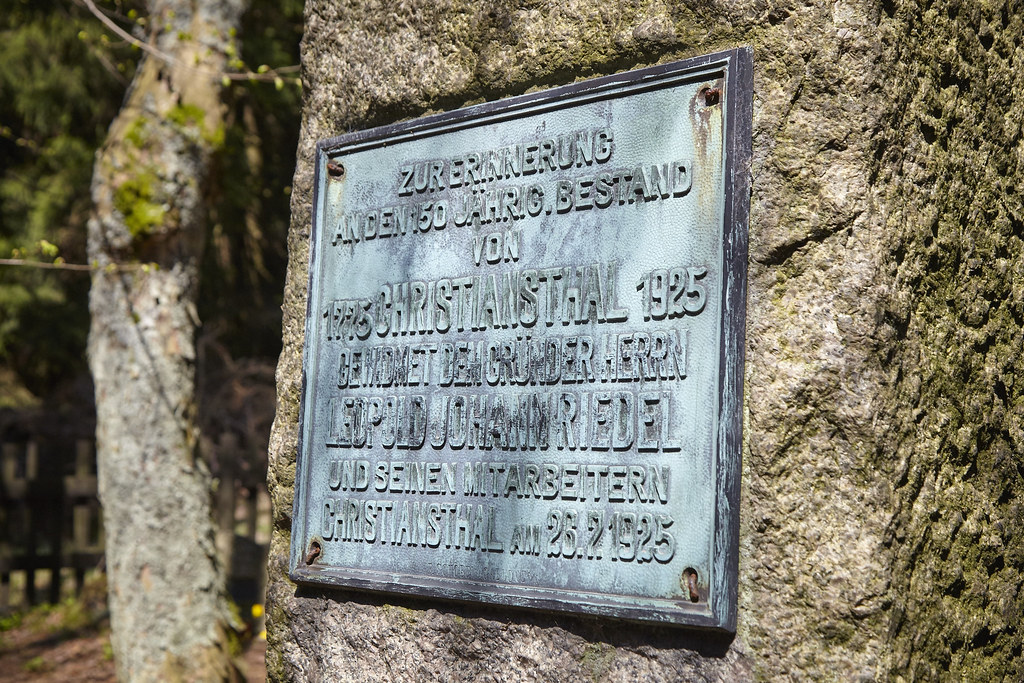 ZUR ERINNERUNG
AN DEN 150 JÄHRIG. BESTAND
VON
1775 CHRISTIANSTHAL 1925
GEWIDMET DEM GRÜNDER HERRN
LEOPOLD JOHANN RIEDEL
UND SEINEN MITARBEITERN
CHRISTIANSTHAL AM 26.7.1925